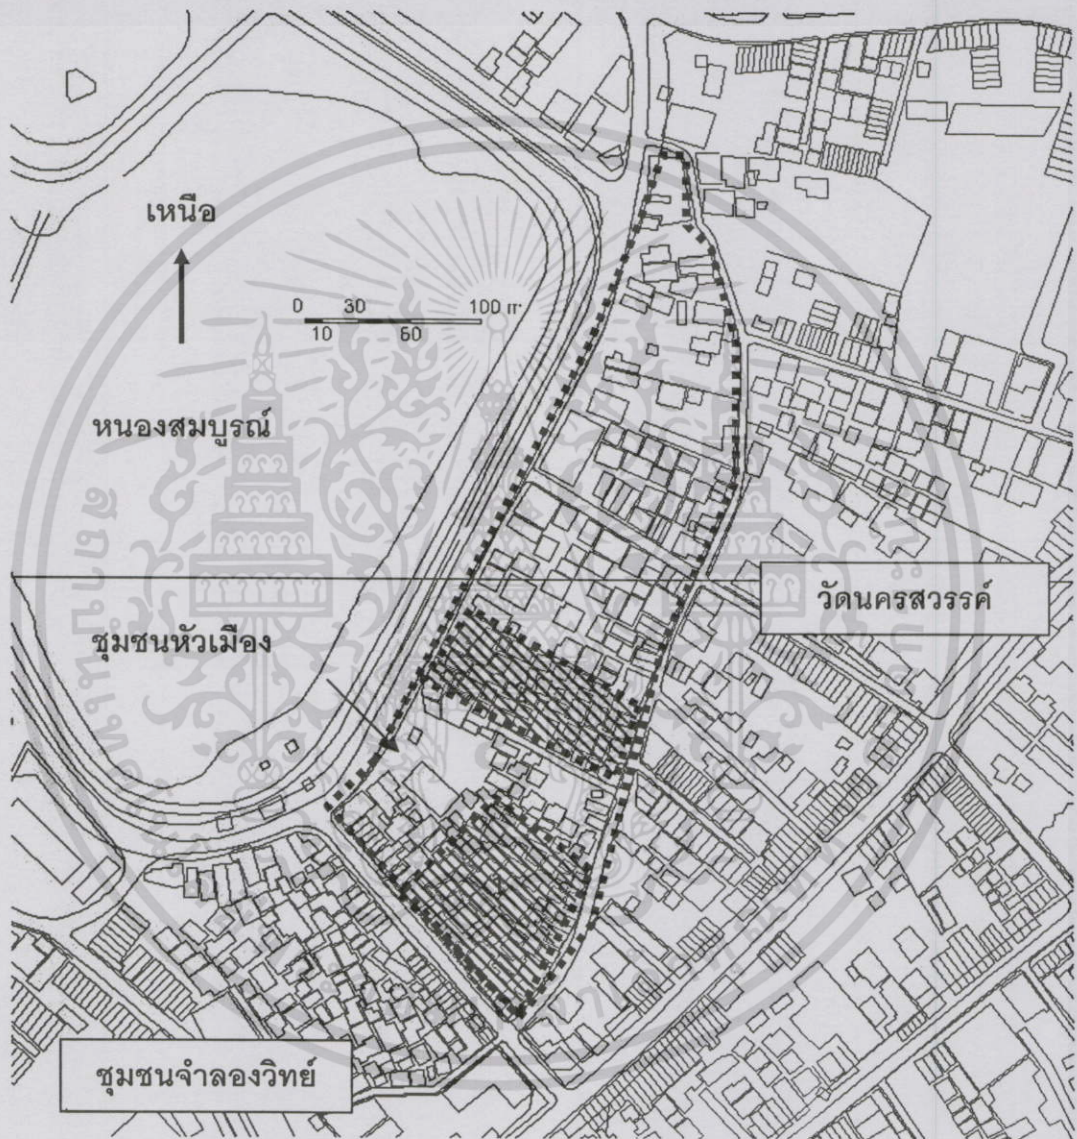 เหนือ
0 30 100 m
10 60
หนองสมบูรณ์
วัดนครสวรรค์
ชุมชนหัวเมือง
ชุมชนจำลองวิทย์